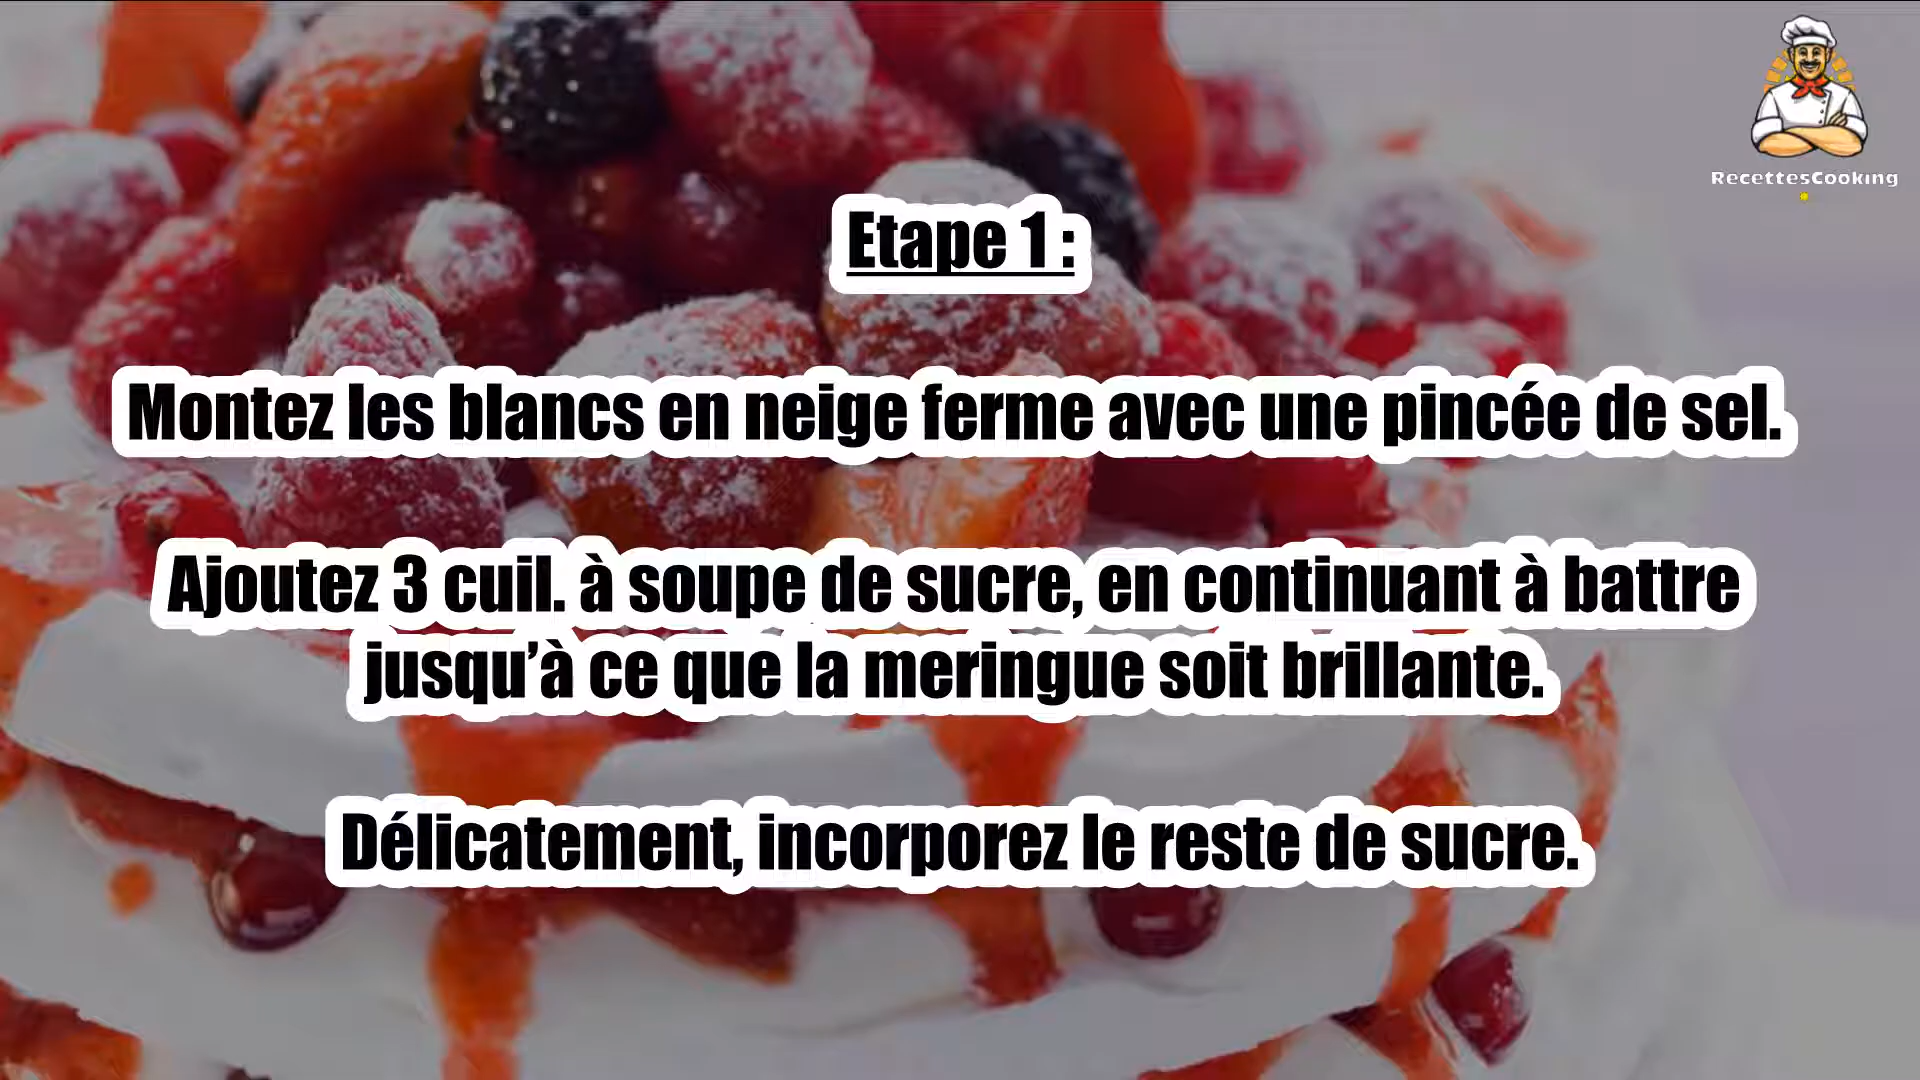 RecettesCooking
Etape 1 :
Montez les blancs en neige ferme avec une pincée de sel.
Ajoutez 3 cuil. à soupe de sucre, en continuant à battre
jusqu’à ce que la meringue soit brillante.
Délicatement, incorporez le reste de sucre.